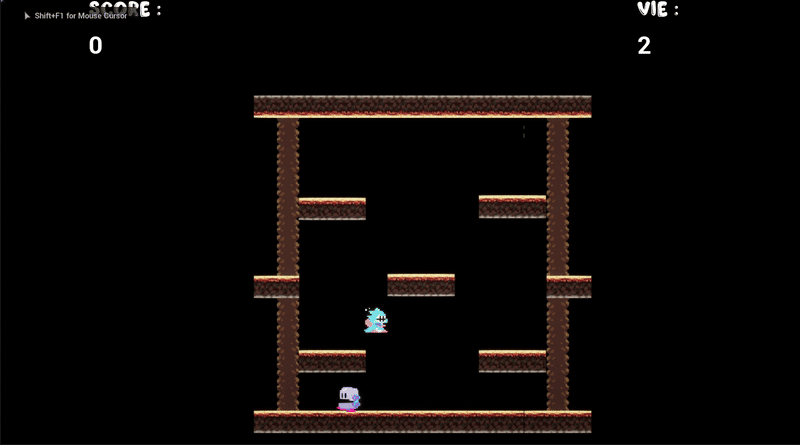 SCORE :
Shift+F1 for Mouse Cursor
0
VIE :
2